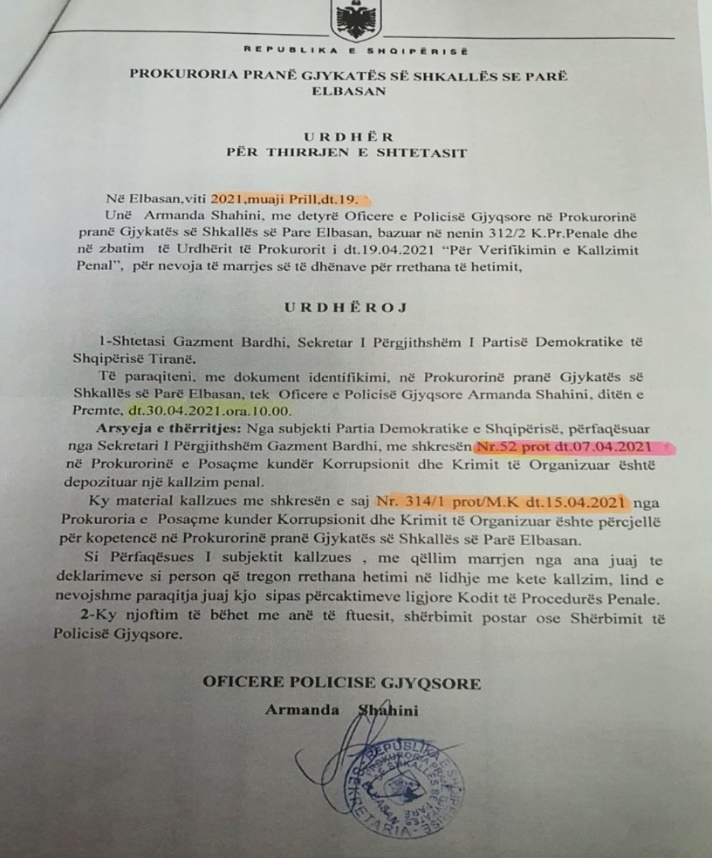 REPUBLIKA E SHQIPËRISË
PROKURORIA PRANË GJYKATËS SË SHKALLËS SE PARË
ELBASAN
URDHËR
PËR THIRRJEN E SHTETASIT
Në Elbasan,viti 2021,muaji Prill,dt.19.
Unë Armanda Shahini, me detyrë Oficere e Policisë Gjyqsore në Prokurorinë
pranë Gjykatës së Shkallës së Pare Elbasan, bazuar në nenin 312/2 K.Pr.Penale dhe
në zbatim të Urdhërit të Prokurorit i dt.19.04.2021 “Për Verifikimin e Kallzimit
Penal”, për nevoja të marrjes së të dhënave për rrethana të hetimit,
URDHËROJ
1-Shtetasi Gazment Bardhi, Sekretar I Përgjithshëm I Partisë Demokratike të
Shqipërisë Tiranë.
Të paraqiteni, me dokument identifikimi, në Prokurorinë pranë Gjykatës së
Shkallës së Parë Elbasan, tek Oficere e Policisë Gjyqsore Armanda Shahini, ditën e
Premte, dt.30.04.2021.ora.10.00.
Arsyeja e thërritjes: Nga subjekti Partia Demokratike e Shqipërisë, përfaqësuar
nga Sekretari I Përgjithshëm Gazment Bardhi, me shkresën Nr.52 prot dt.07.04.2021
në Prokurorinë e Posaçme kundër Korrupsionit dhe Krimit të Organizuar është
depozituar një kallzim penal.
Ky material kallzues me shkresën e saj Nr. 314/1 prot/M.K dt.15.04.2021 nga
Prokuroria e Posaçme kunder Korrupsionit dhe Krimit të Organizuar ështe përcjellë
për kopetencë në Prokurorinë pranë Gjykatës së Shkallës së Parë Elbasan.
Si Përfaqësues I subjektit kallzues , me qëllim marrjen nga ana juaj te
deklarimeve si person që tregon rrethana hetimi në lidhje me kete kallzim, lind e
nevojshme paraqitja juaj kjo sipas përcaktimeve ligjore Kodit të Procedurës Penale.
2-Ky njoftim të bëhet me anë të ftuesit, shërbimit postar ose Shërbimit të
Policisë Gjyqsore.
OFICERE POLICISE GJYQSORE
Armanda Shahini
REPUBLIKA E SHQIPËRISË
PROKURORIA PRANË GJYKATËS
SË SHKALLËS SË PARË
ELBASAN
SEKRETARIA